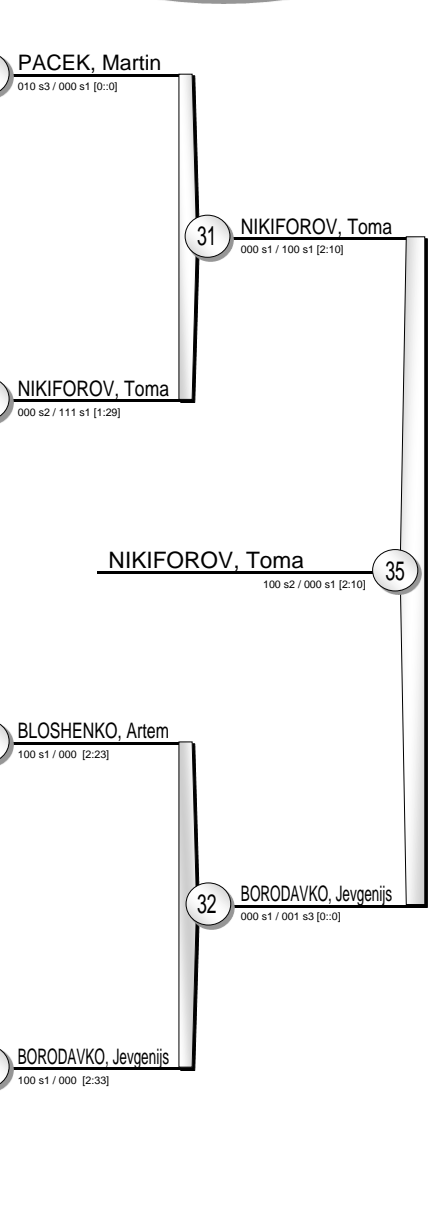 PACEK, Martin
010 s3 / 000 s1 [0::0]
31
NIKIFOROV, Toma
000 s1 / 100 s1 [2:10]
NIKIFOROV, Toma
000 s2 / 111 s1 [1:29]
NIKIFOROV, Toma
35
100 s2 / 000 s1 [2:10]
BLOSHENKO, Artem
100 s1 / 000 [2:23]
32
BORODAVKO, Jevgenijs
000 s1 / 001 s3 [0::0]
BORODAVKO, Jevgenijs
100 s1 / 000 [2:33]